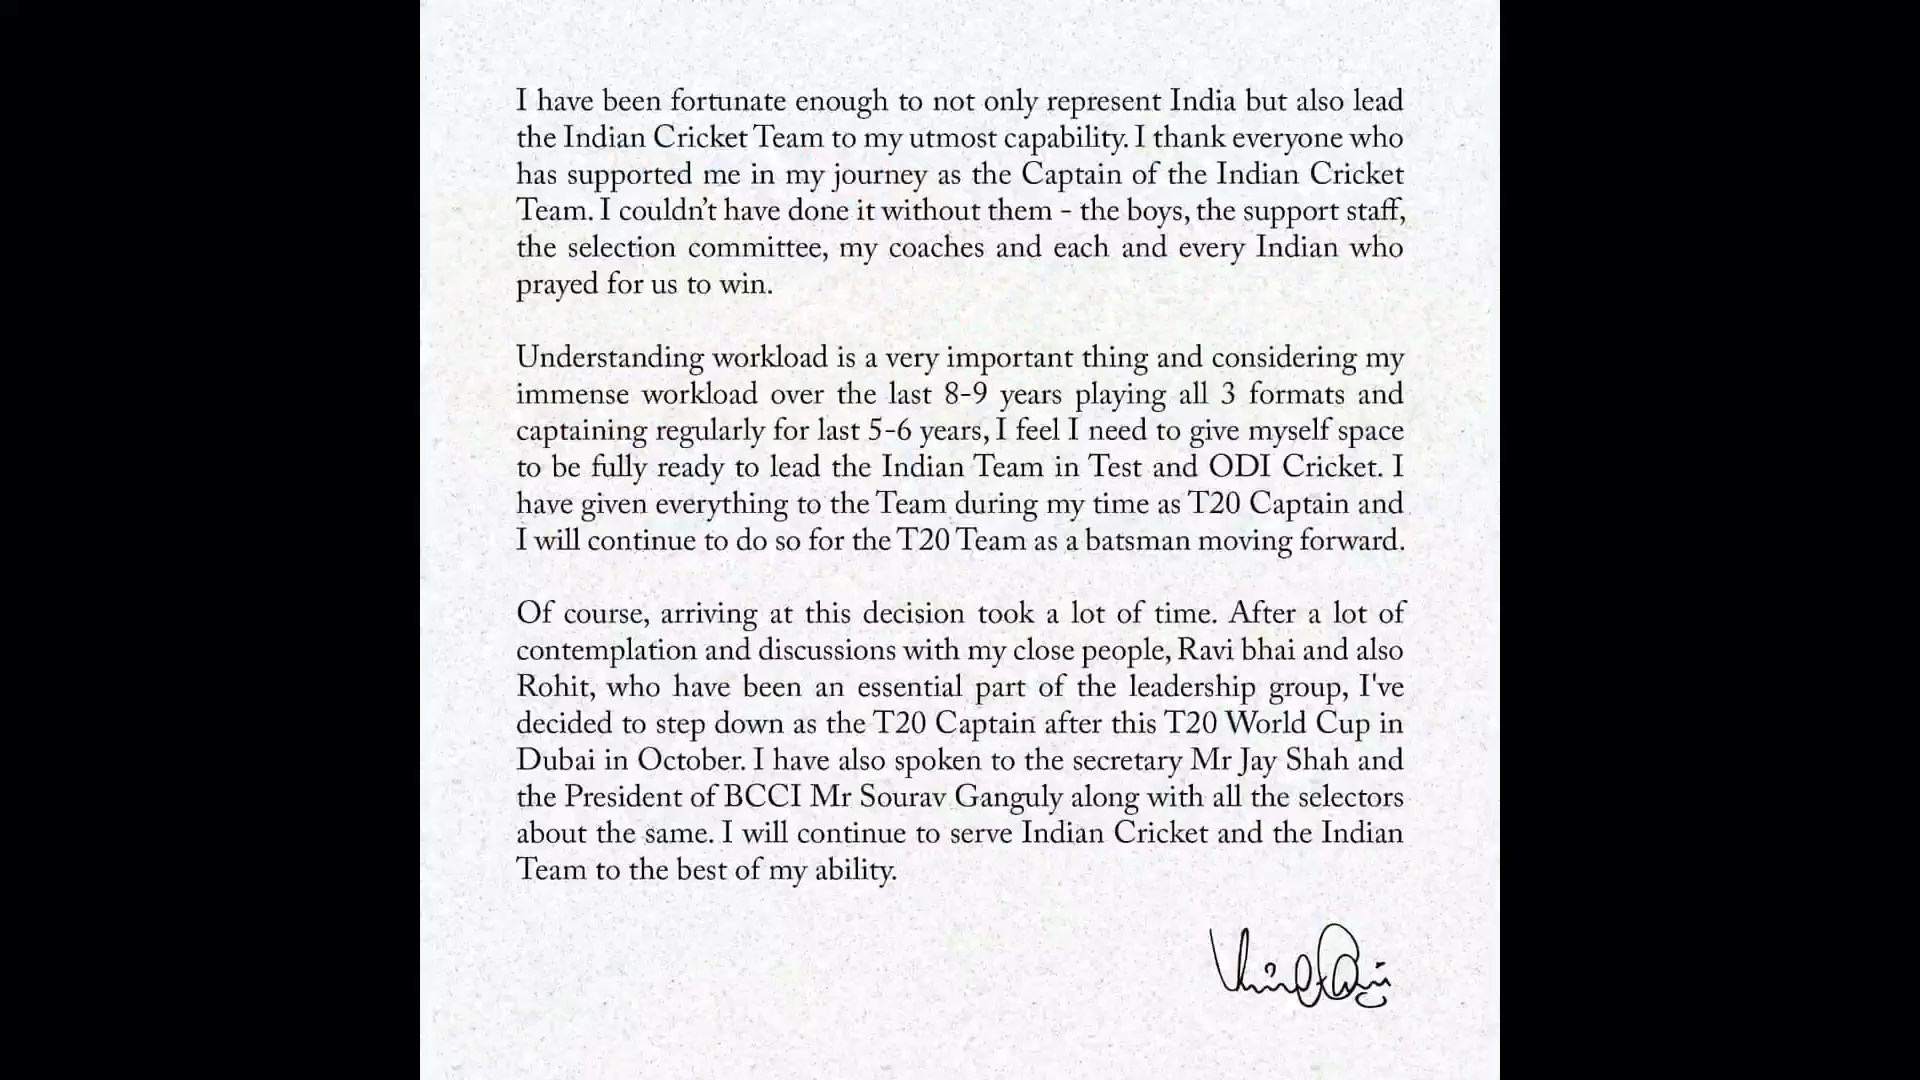 I have been fortunate enough to not only represent India but also lead
the Indian Cricket Team to my utmost capability. I thank everyone who
has supported me in my journey as the Captain of the Indian Cricket
Team. I couldn’t have done it without them - the boys, the support staff,
the selection committee, my coaches and each and every Indian who
prayed for us to win.
Understanding workload is a very important thing and considering my
immense workload over the last 8-9 years playing all 3 formats and
captaining regularly for last 5-6 years, I feel I need to give myself space
to be fully ready to lead the Indian Team in Test and ODI Cricket. I
have given everything to the Team during my time as T20 Captain and
I will continue to do so for the T20 Team as a batsman moving forward.
Of course, arriving at this decision took a lot of time. After a lot of
contemplation and discussions with my close people, Ravi bhai and also
Rohit, who have been an essential part of the leadership group, I've
decided to step down as the T20 Captain after this T20 World Cup in
Dubai in October. I have also spoken to the secretary Mr Jay Shah and
the President of BCCI Mr Sourav Ganguly along with all the selectors
about the same. I will continue to serve Indian Cricket and the Indian
Team to the best of my ability.